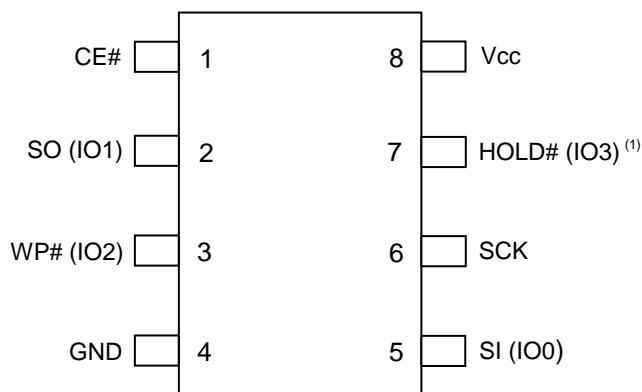 CE# 1 8 Vcc
SO (IO1) 2 7 HOLD# (IO3) (1)
WP# (IO2) 3 6 SCK
GND 4 5 SI (IO0)